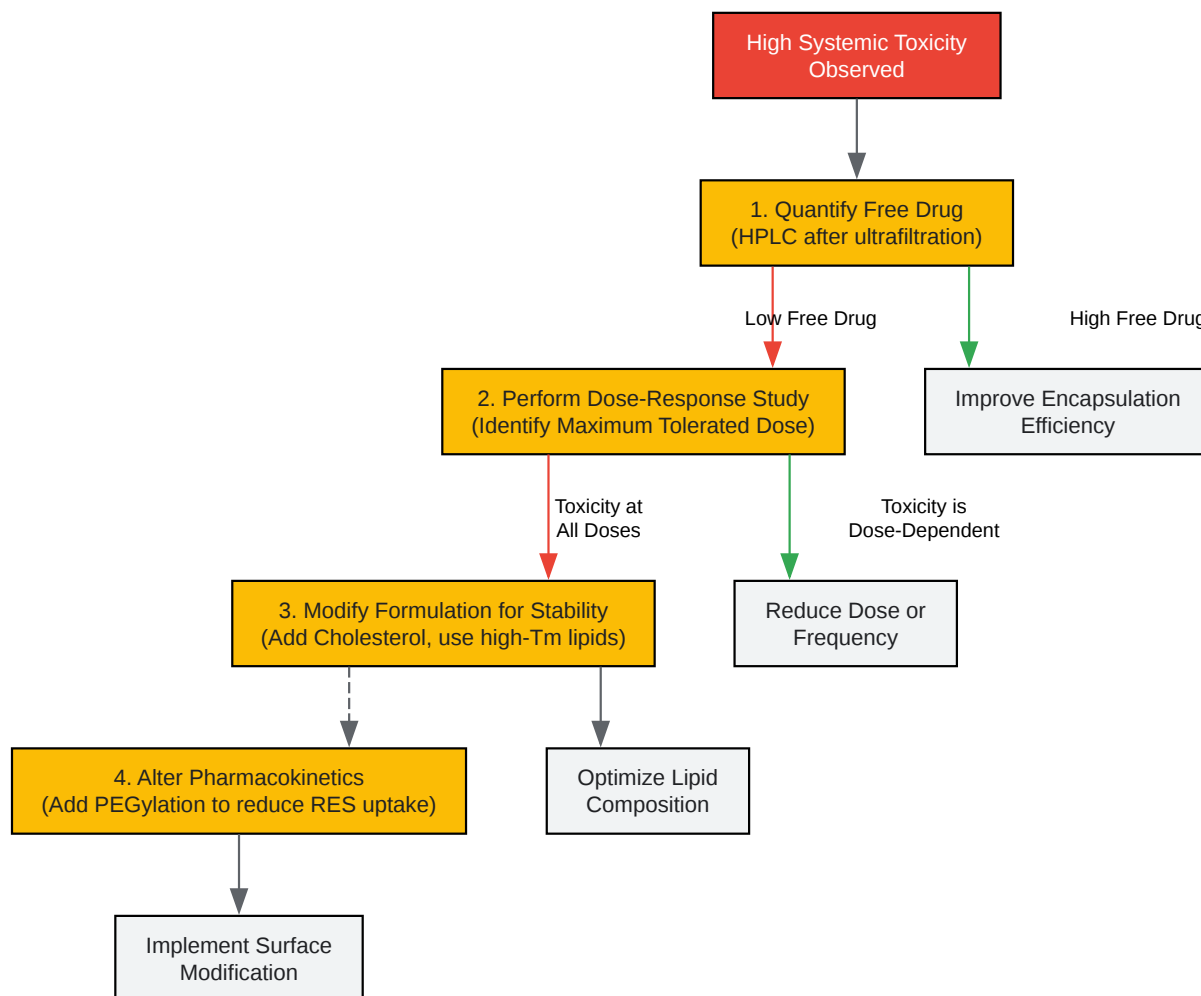 High Systemic Toxicity
Observed
1. Quantify Free Drug
(HPLC after ultrafiltration)
Low Free Drug
High Free Drug
2. Perform Dose-Response Study
(Identify Maximum Tolerated Dose)
Improve Encapsulation
Efficiency
Toxicity at
All Doses
Toxicity is
Dose-Dependent
3. Modify Formulation for Stability
(Add Cholesterol, use high-Tm lipids)
Reduce Dose or
Frequency
4. Alter Pharmacokinetics
(Add PEGylation to reduce RES uptake)
Optimize Lipid
Composition
Implement Surface
Modification